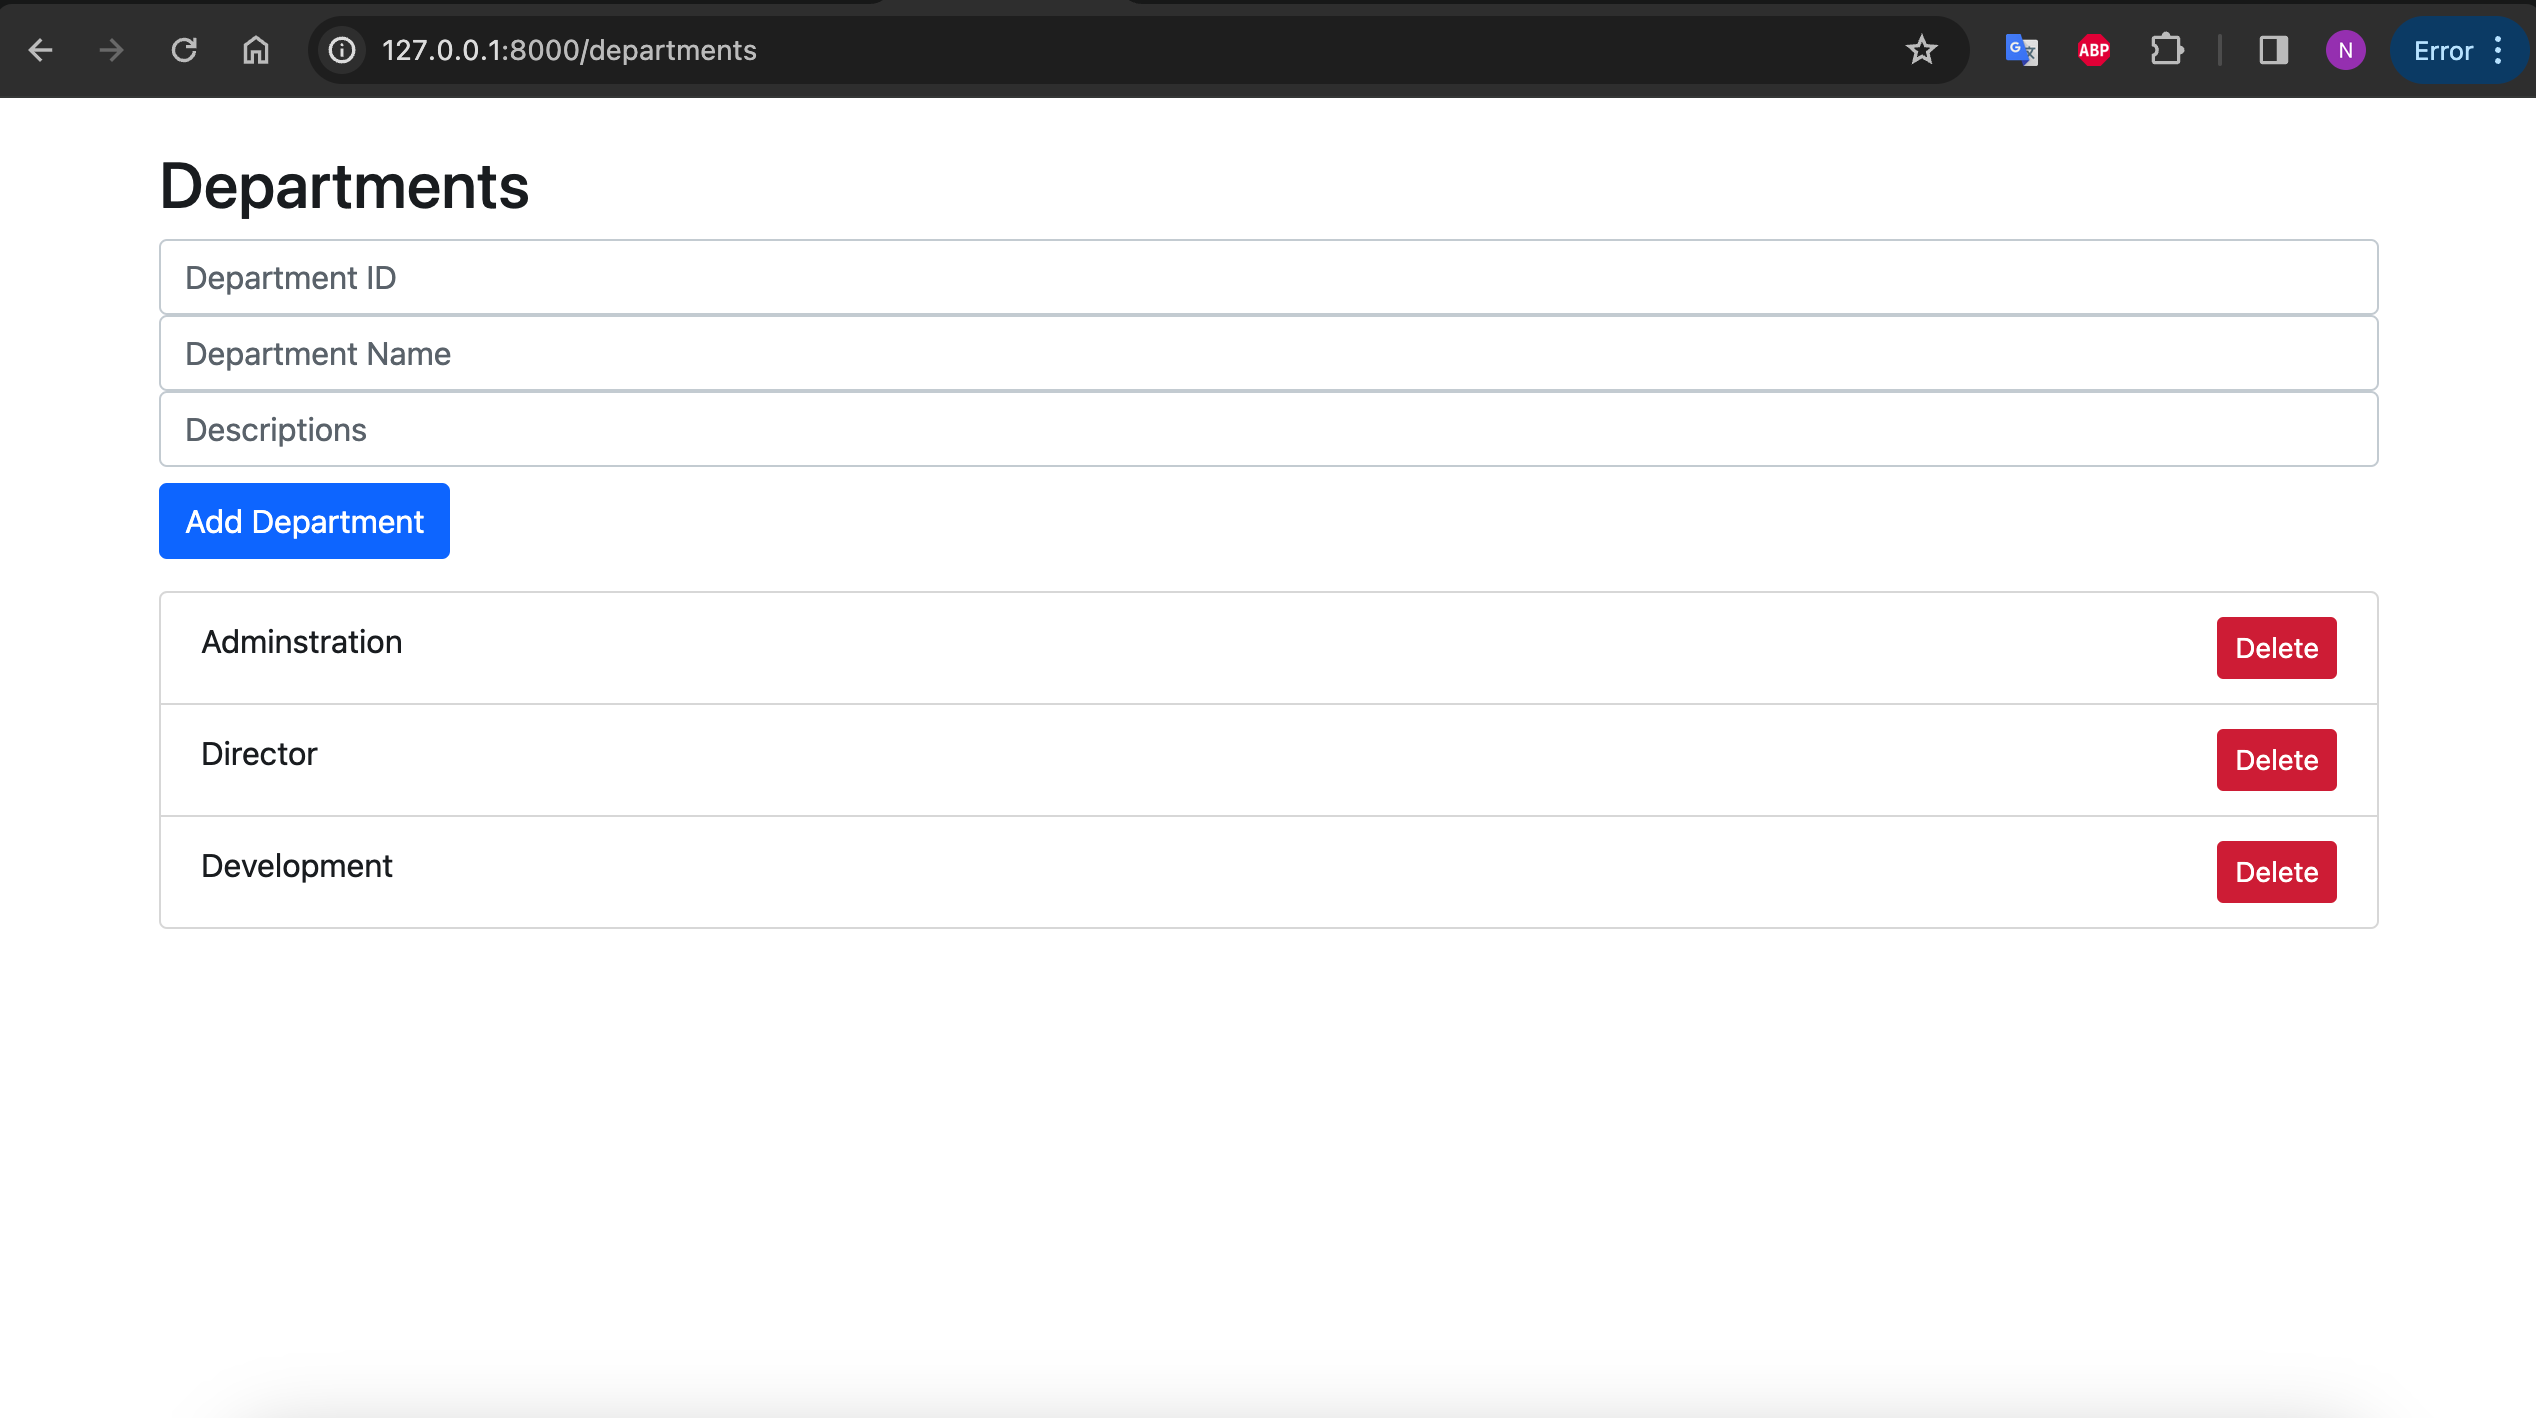 127.0.0.1:8000/departments
ABP
N
Error
Departments
Department ID
Department Name
Descriptions
Add Department
Adminstration
Delete
Director
Delete
Development
Delete